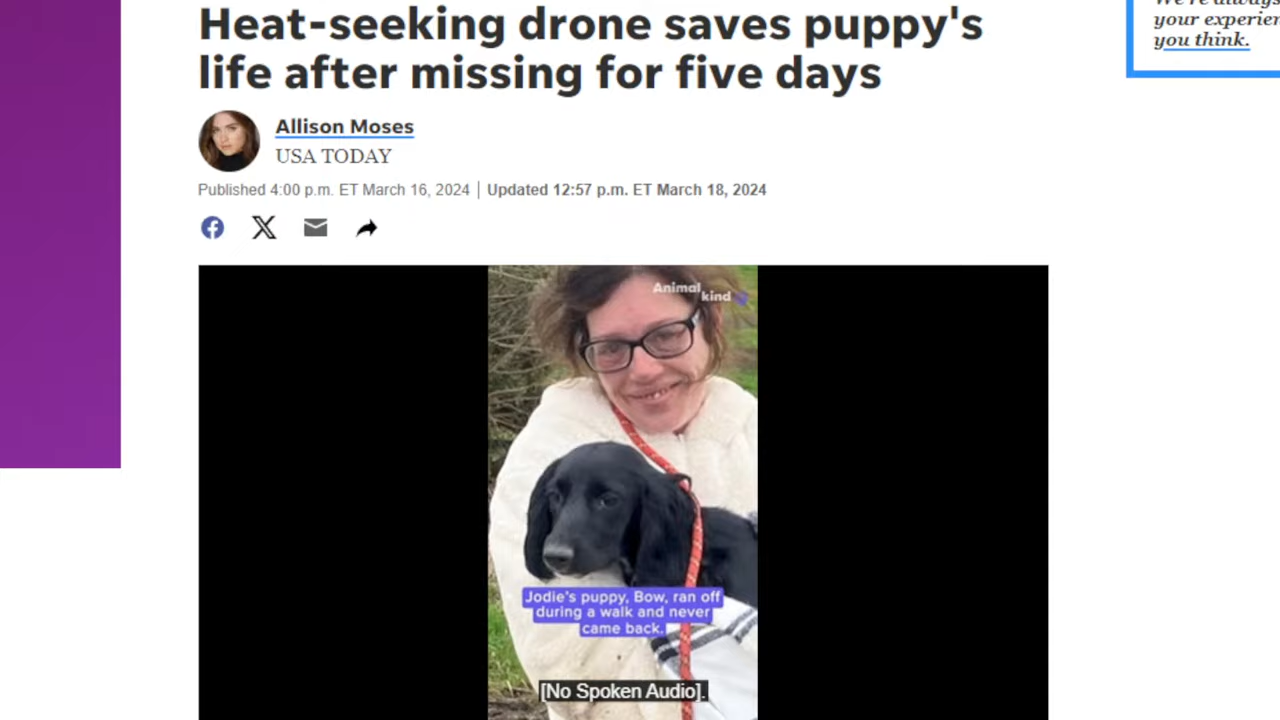 Heat-seeking drone saves puppy's
life after missing for five days
Allison Moses
USA TODAY
Published 4:00 p.m. ET March 16, 2024 | Updated 12:57 p.m. ET March 18, 2024
your experien
you think.
Animal
kind
Jodie's puppy, Bow, ran off
during a walk and never
came back.
[No Spoken Audio].